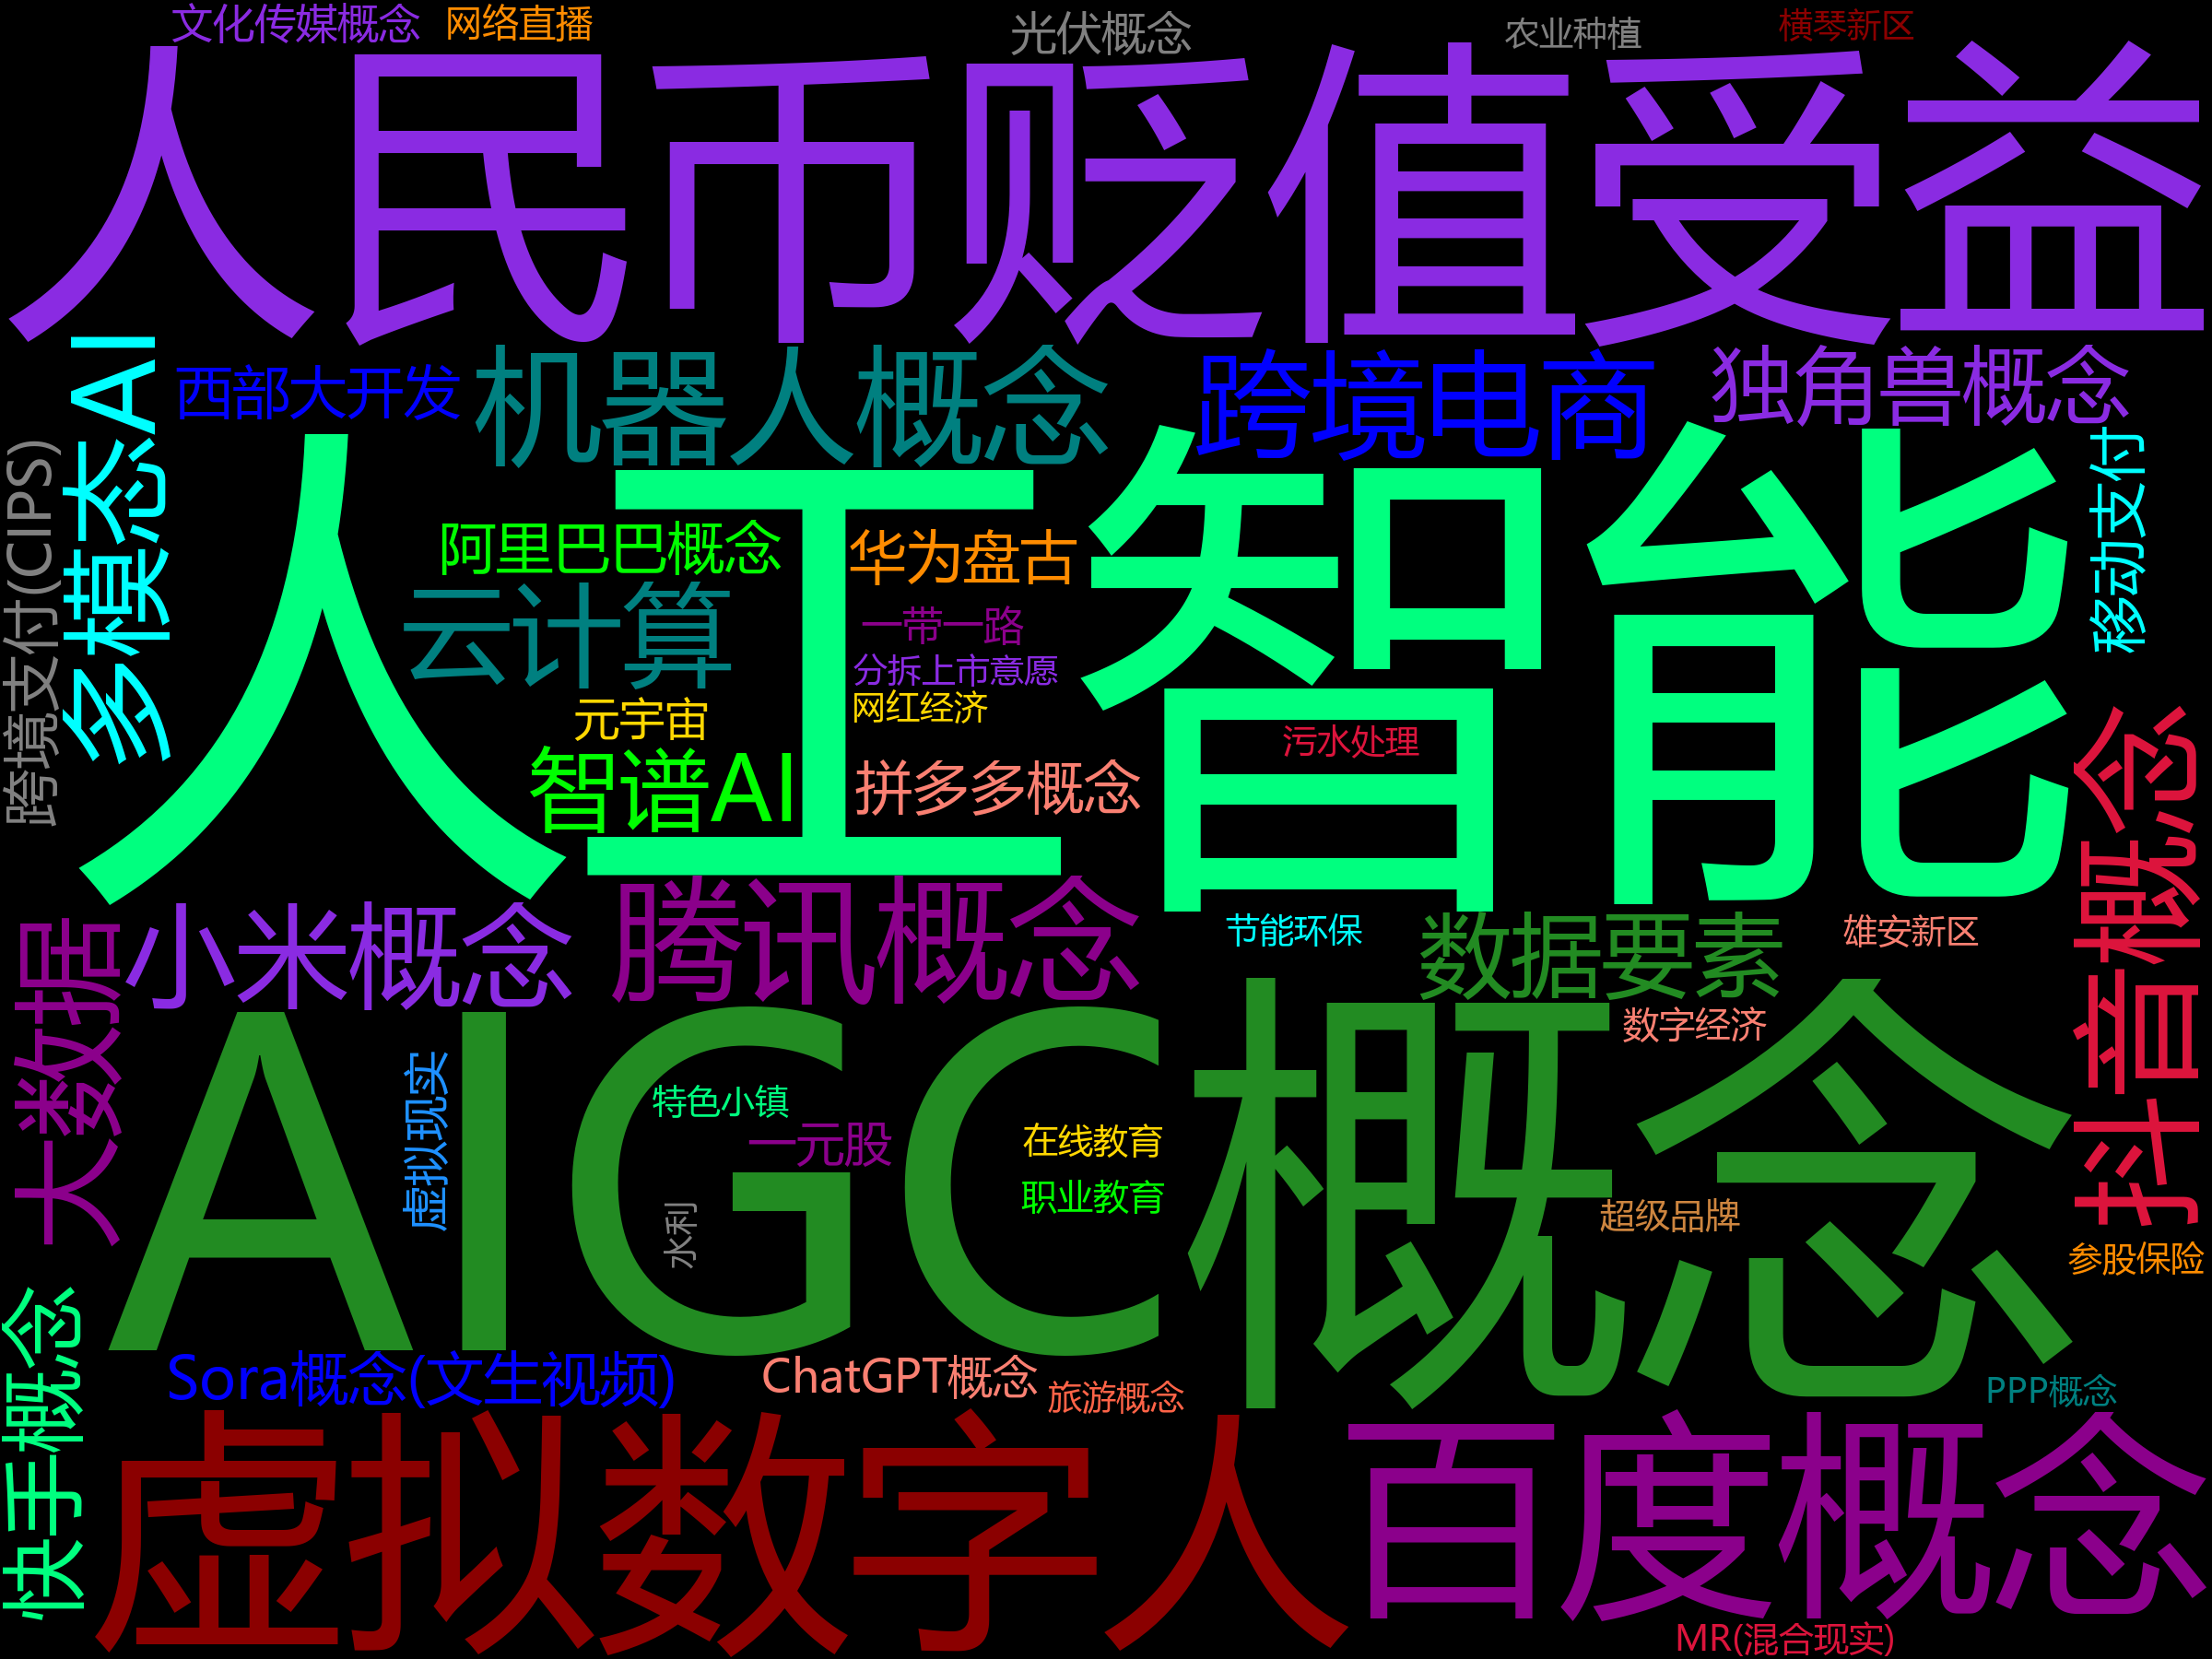 文化传媒概念
网络直播
光伏概念
农业种植
横琴新区
人民币贬值受益
西部大开发
机器人概念
跨境电商
独角兽概念
多模态AI
跨境支付(CIPS)
人工智能
移动支付
阿里巴巴概念
华为盘古
云计算
一带一路
分拆上市意愿
网红经济
元宇宙
污水处理
智谱AI
拼多多概念
抖音概念
小米概念
腾讯概念
节能环保
数据要素
雄安新区
大数据
AIGC概念
数字经济
虚拟现实
特色小镇
一元股
在线教育
职业教育
水利
超级品牌
参股保险
快手概念
Sora概念(文生视频)
ChatGPT概念
旅游概念
PPP概念
虚拟数字人
百度概念
MR(混合现实)